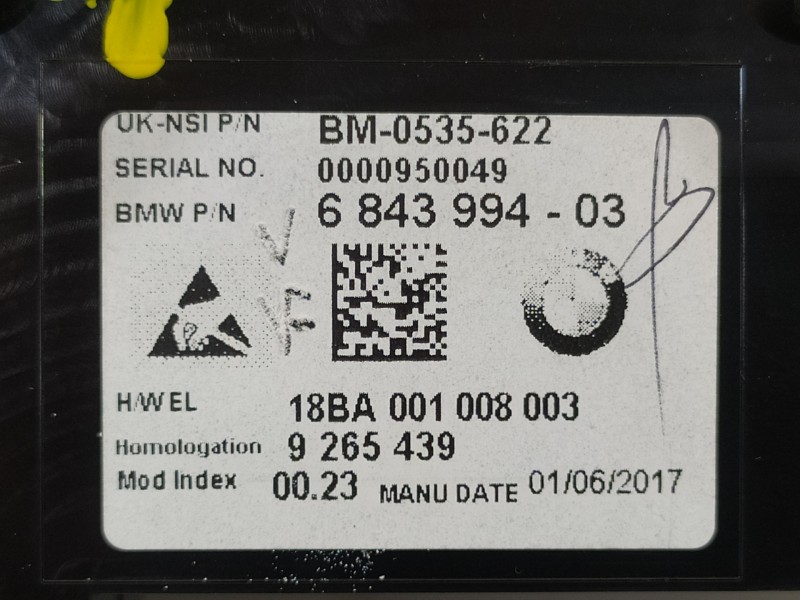 UK-NSI P/N BM-0535-622
SERIAL NO. 0000950049
BMW P/N 6 843 994 - 03
H/W EL 18BA 001 008 003
Homologation 9 265 439
Mod Index 00.23 MANU DATE 01/06/2017